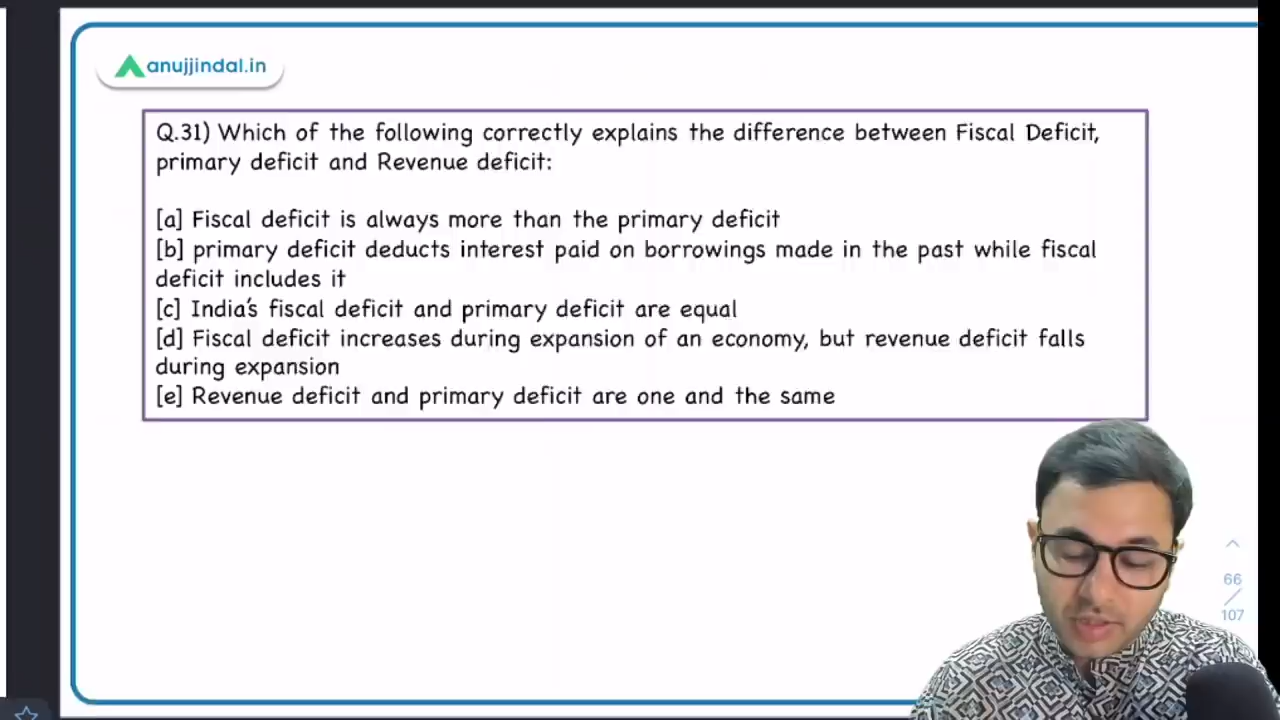 anujjindal.in
Q.31) Which of the following correctly explains the difference between Fiscal Deficit,
primary deficit and Revenue deficit:
[a] Fiscal deficit is always more than the primary deficit
[b] primary deficit deducts interest paid on borrowings made in the past while fiscal
deficit includes it
[c] India's fiscal deficit and primary deficit are equal
[d] Fiscal deficit increases during expansion of an economy, but revenue deficit falls
during expansion
[e] Revenue deficit and primary deficit are one and the same
66
/
107